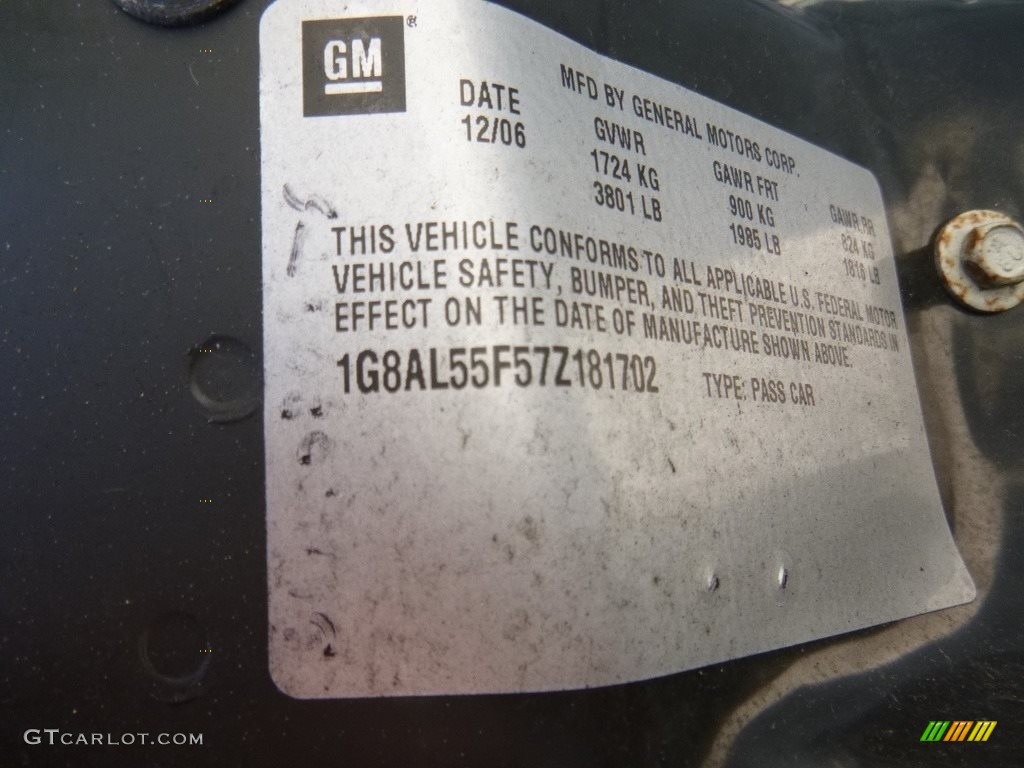 GM®
MFD BY GENERAL MOTORS CORP.
DATE GVWR GAWR FRT GAWR RR
12/06 1724 KG 900 KG 824 KG
3801 LB 1985 LB 1816 LB
THIS VEHICLE CONFORMS TO ALL APPLICABLE U.S. FEDERAL MOTOR
VEHICLE SAFETY, BUMPER, AND THEFT PREVENTION STANDARDS IN
EFFECT ON THE DATE OF MANUFACTURE SHOWN ABOVE.
1G8AL55F57Z181702 TYPE: PASS CAR
GTCARLOT.COM